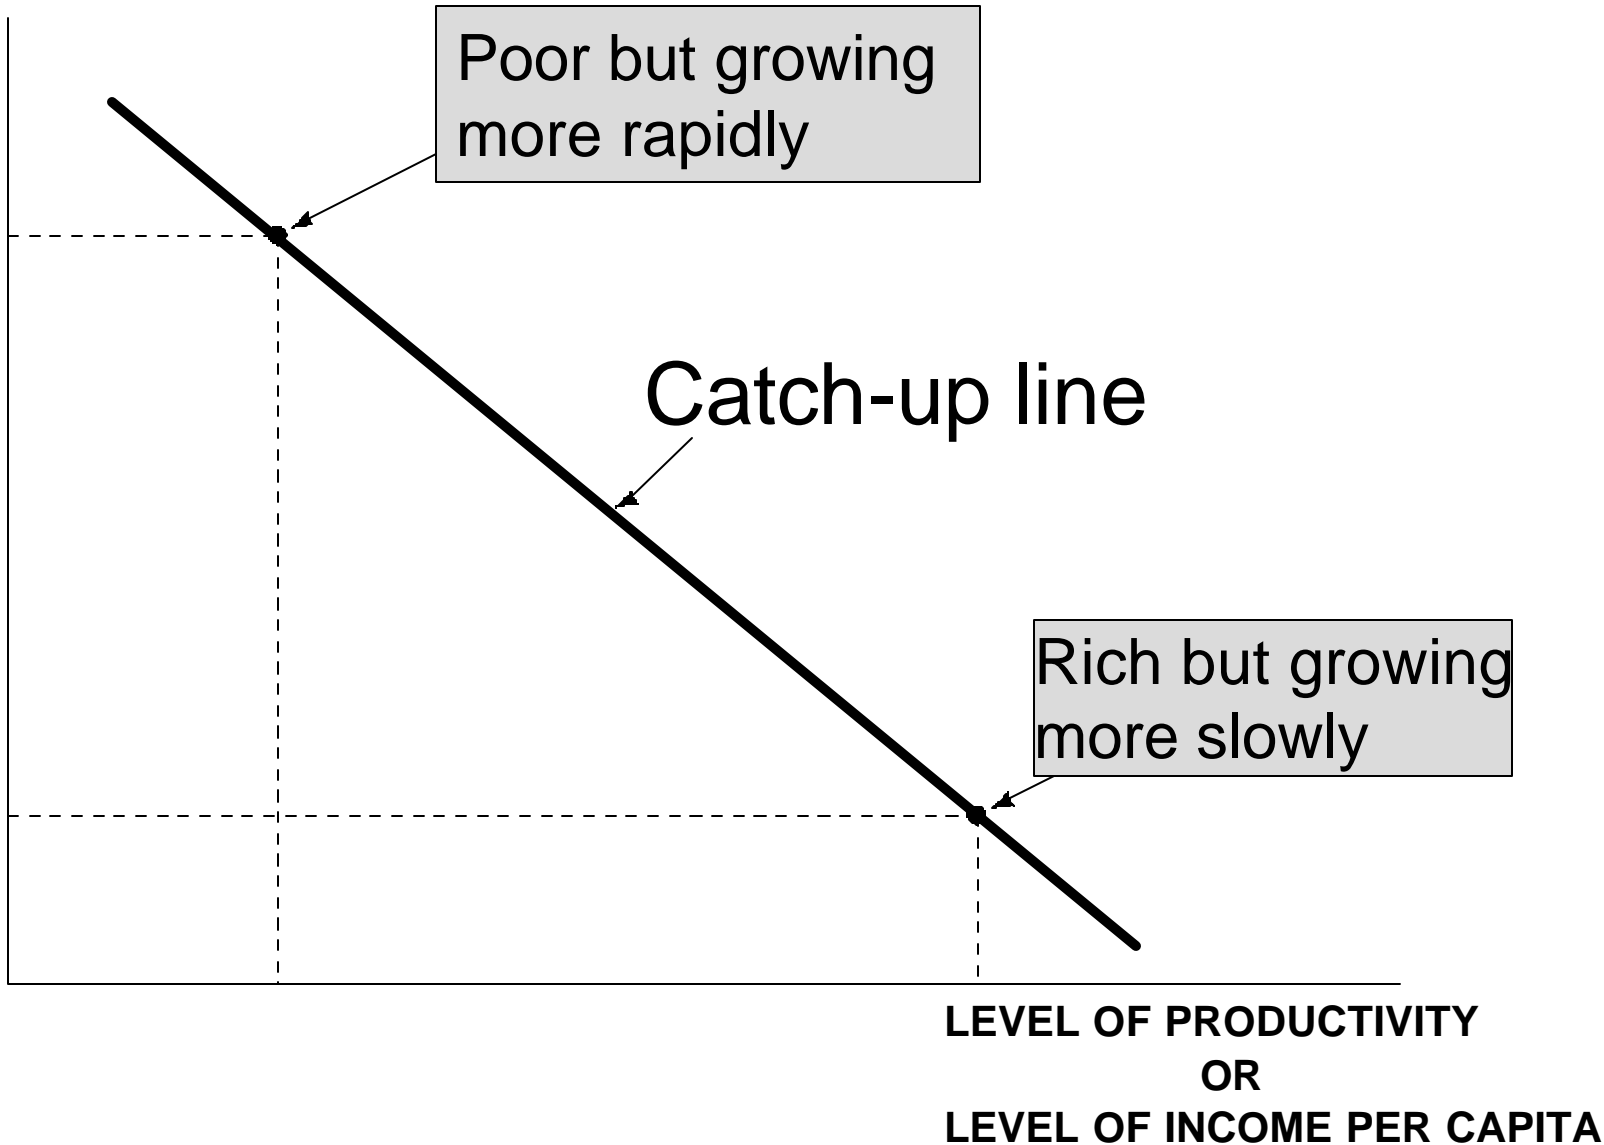 Poor but growing
more rapidly
Catch-up line
Rich but growing
more slowly
LEVEL OF PRODUCTIVITY
OR
LEVEL OF INCOME PER CAPITA